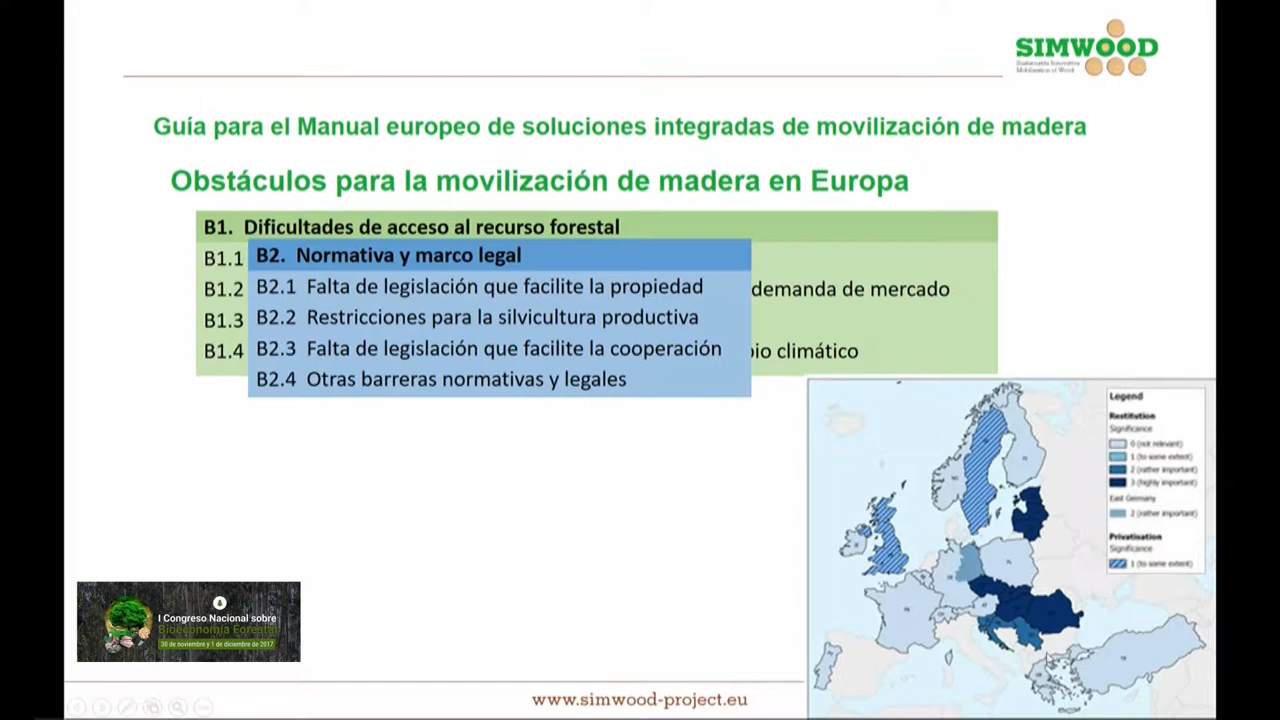 SIMWOOD
Sustainable Innovative
Mobilisation of Wood
Guía para el Manual europeo de soluciones integradas de movilización de madera
Obstáculos para la movilización de madera en Europa
B1. Dificultades de acceso al recurso forestal
B1.1
B2. Normativa y marco legal
B2.1 Falta de legislación que facilite la propiedad
B1.2
demanda de mercado
B2.2 Restricciones para la silvicultura productiva
B1.3
B2.3 Falta de legislación que facilite la cooperación
B1.4
climático
B2.4 Otras barreras normativas y legales
Legend
Restitution
Significance
0 (not relevant)
1 (to some extent)
2 (rather important)
3 (highly important)
East Germany
2 (rather important)
Privatisation
Significance
1 (to some extent)
I Congreso Nacional sobre
Bioeconomía Forestal
30 de noviembre y 1 de diciembre de 2017
www.simwood-project.eu